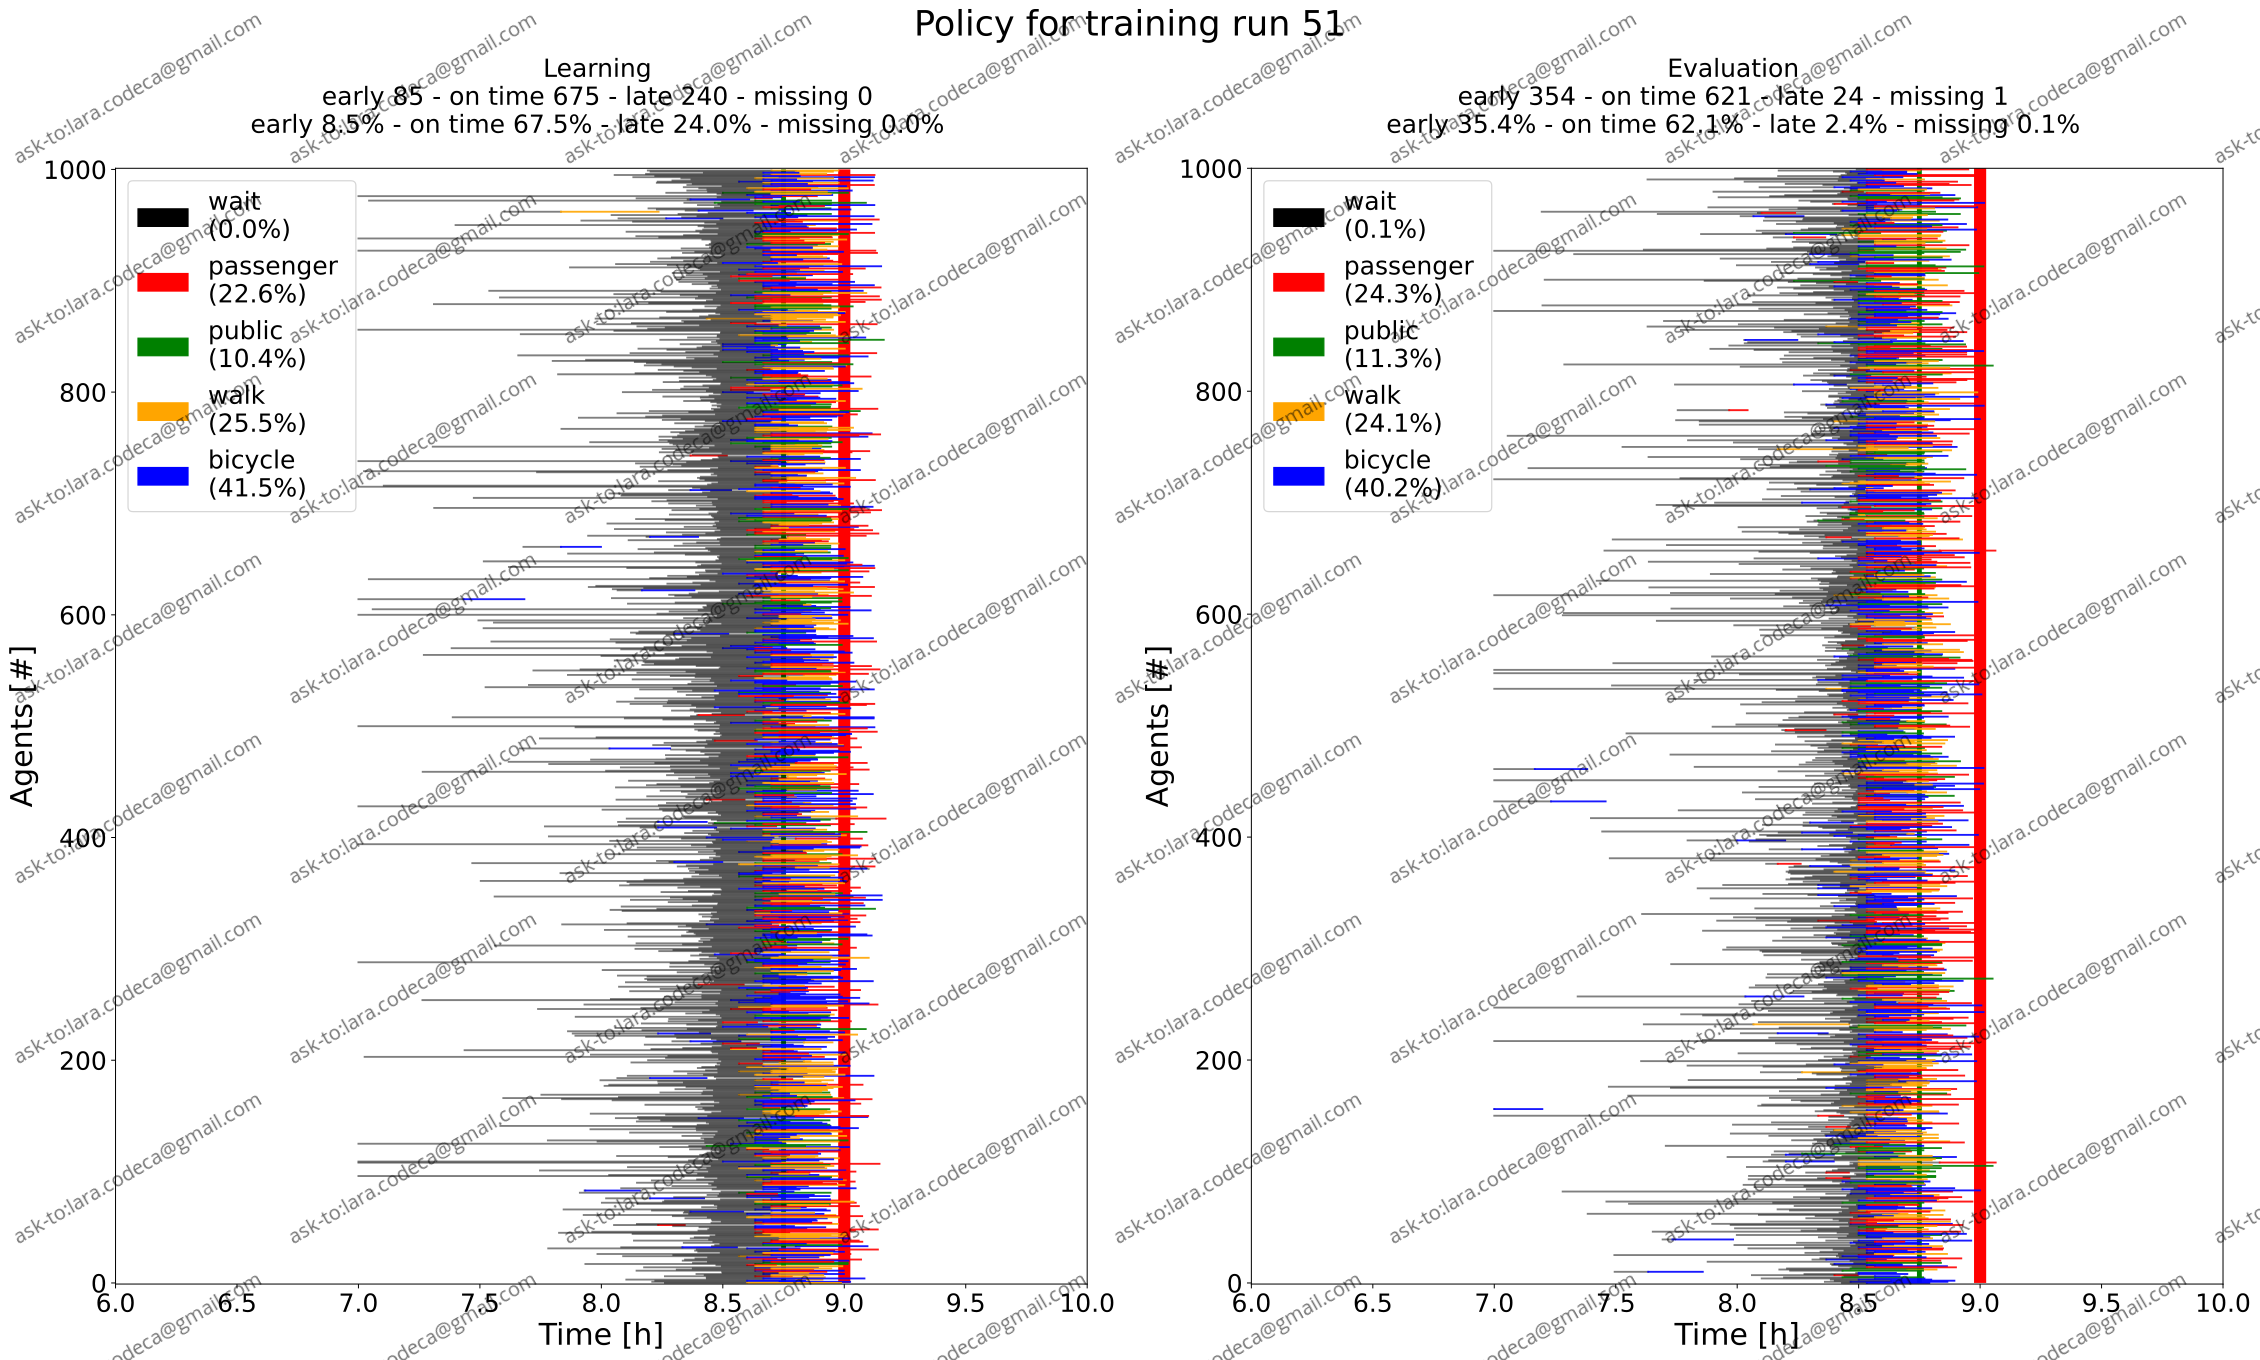 Policy for training run 51
Learning
early 85 - on time 675 - late 240 - missing 0
early 8.5% - on time 67.5% - late 24.0% - missing 0.0%
1000
800
600
400
200
0
Agents [#]
wait
(0.0%)
passenger
(22.6%)
public
(10.4%)
walk
(25.5%)
bicycle
(41.5%)
6.0 6.5 7.0 7.5 8.0 8.5 9.0 9.5 10.0
Time [h]
Evaluation
early 354 - on time 621 - late 24 - missing 1
early 35.4% - on time 62.1% - late 2.4% - missing 0.1%
1000
800
600
400
200
0
Agents [#]
wait
(0.1%)
passenger
(24.3%)
public
(11.3%)
walk
(24.1%)
bicycle
(40.2%)
6.0 6.5 7.0 7.5 8.0 8.5 9.0 9.5 10.0
Time [h]
ask-to:lara.codeca@gmail.com